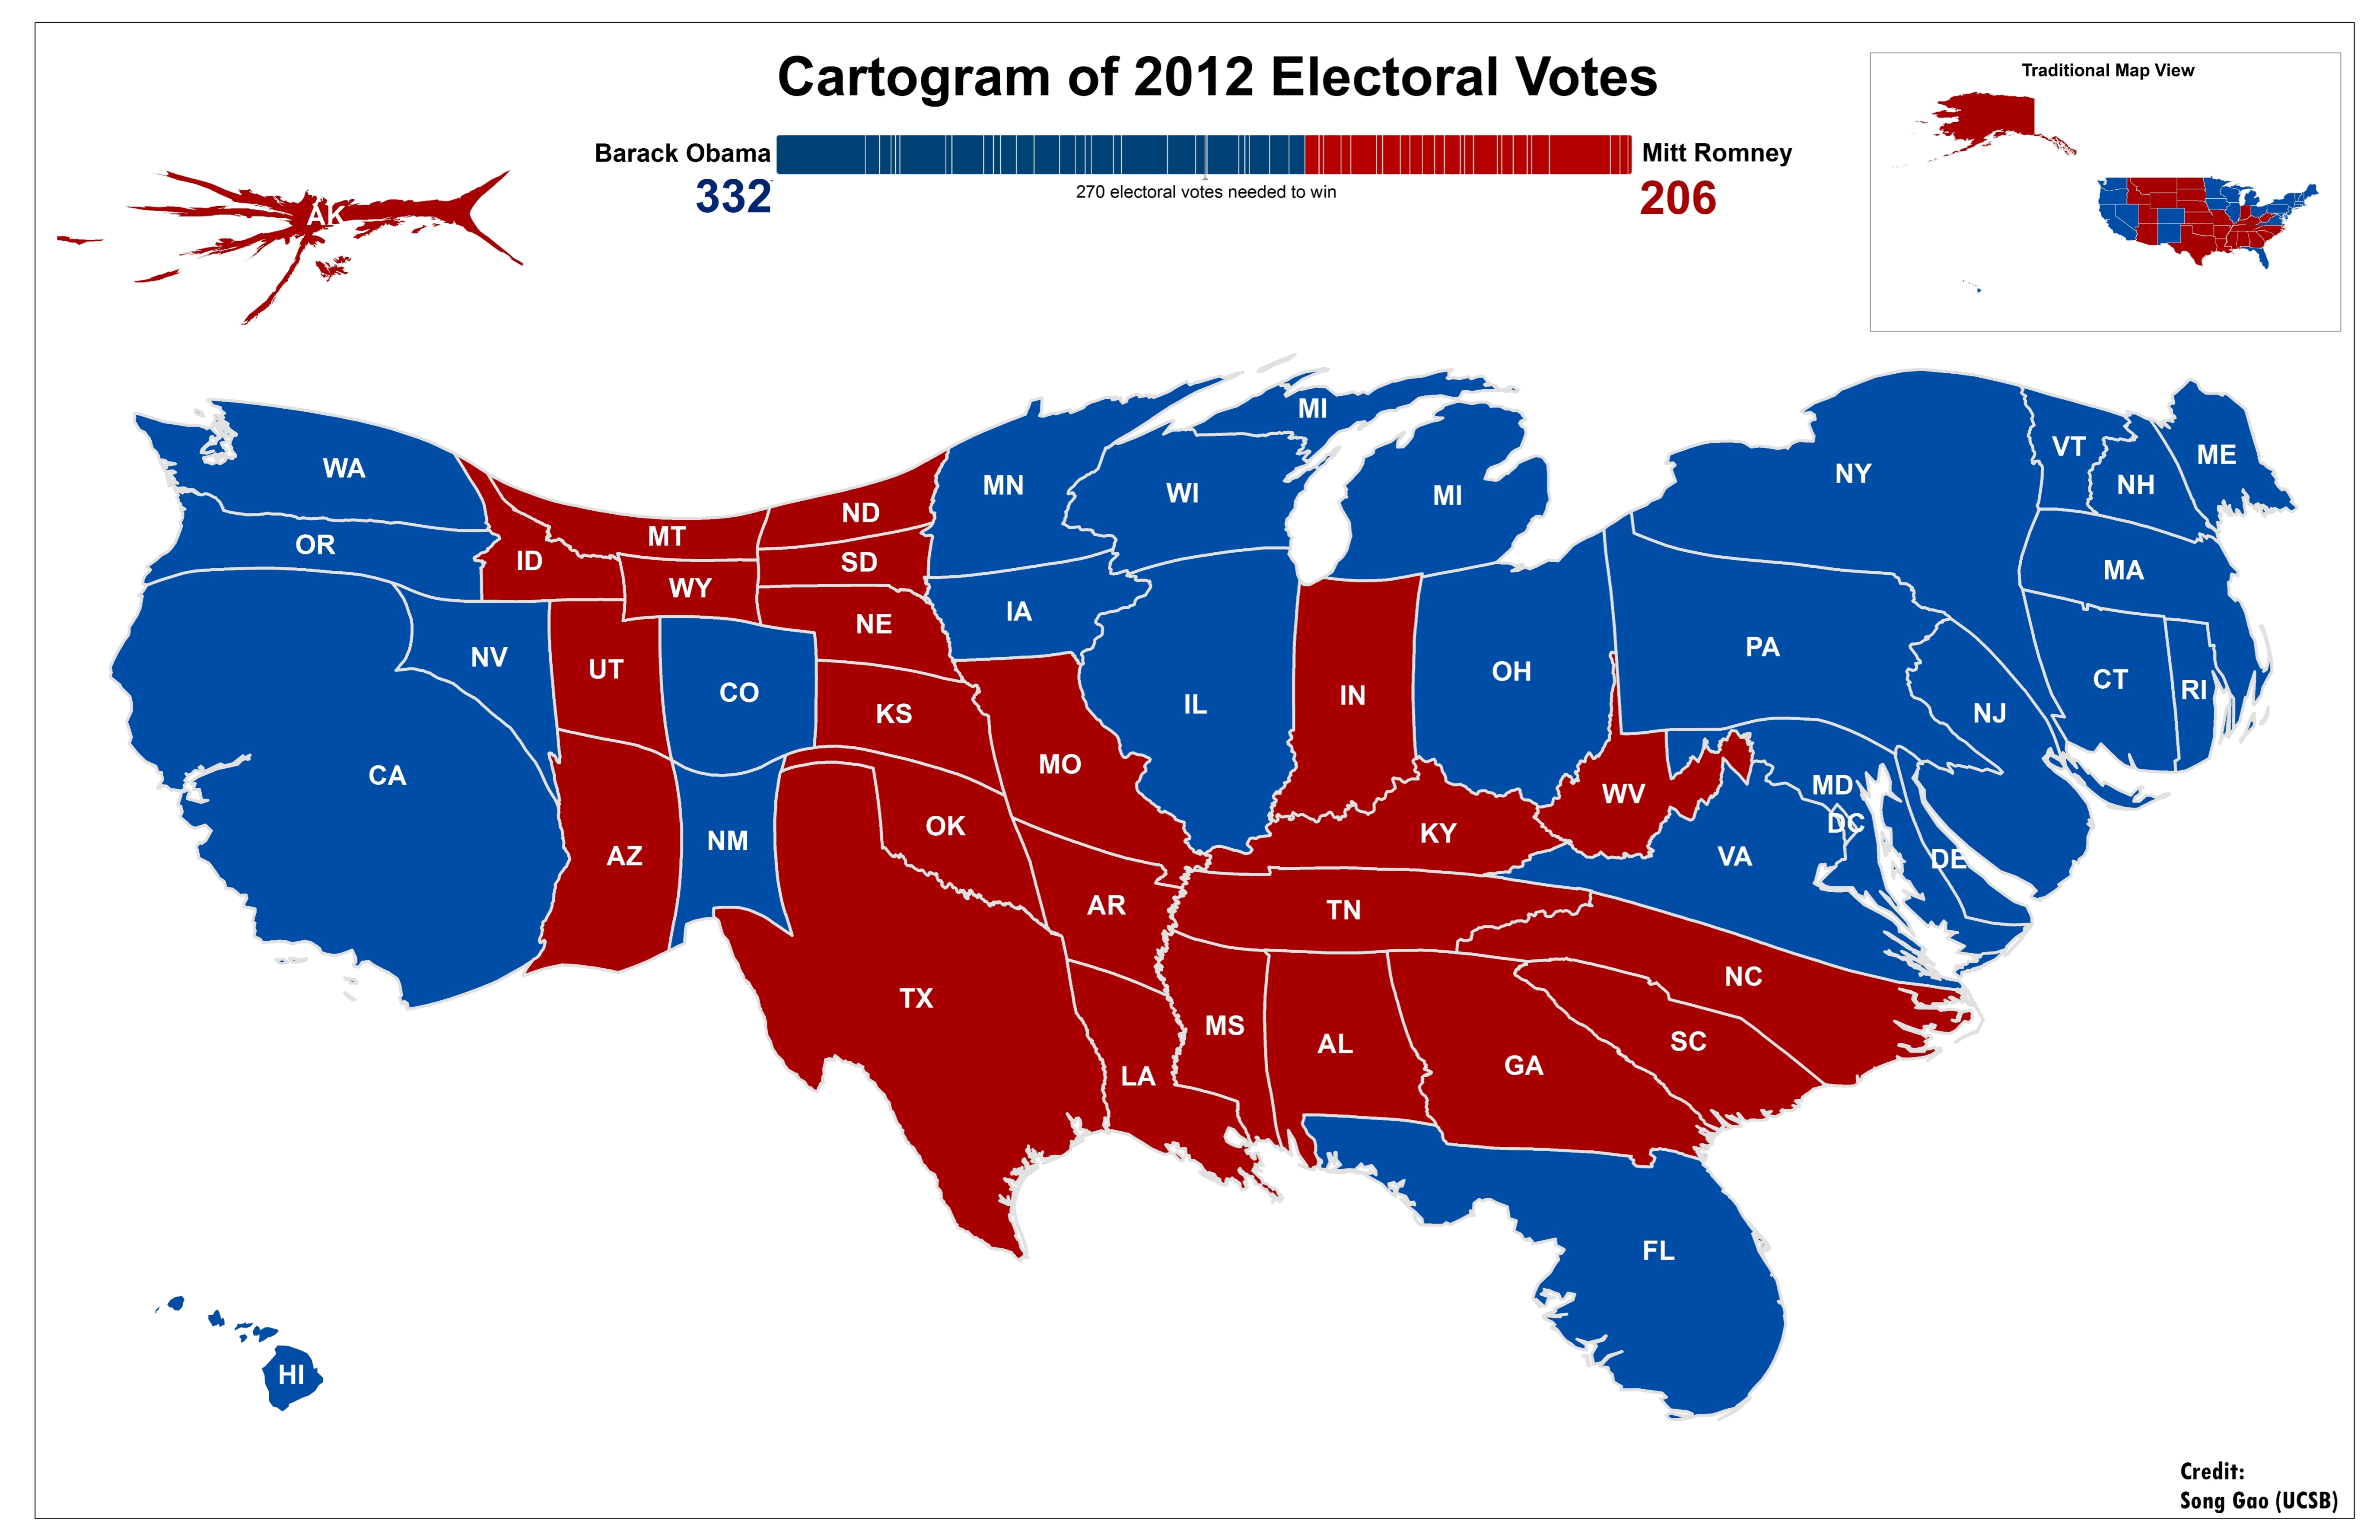 Cartogram of 2012 Electoral Votes
Traditional Map View
Barack Obama
Mitt Romney
332
270 electoral votes needed to win
206
AK
MI
WA
MN
WI
MI
NY
VT
NH
ME
OR
ID
MT
ND
SD
WY
NE
IA
MA
NV
UT
CO
KS
IL
IN
OH
PA
NJ
CT
RI
CA
MO
WV
MD
DC
AZ
NM
OK
KY
VA
DE
AR
TN
TX
NC
MS
AL
SC
LA
GA
FL
HI
Credit:
Song Gao (UCSB)